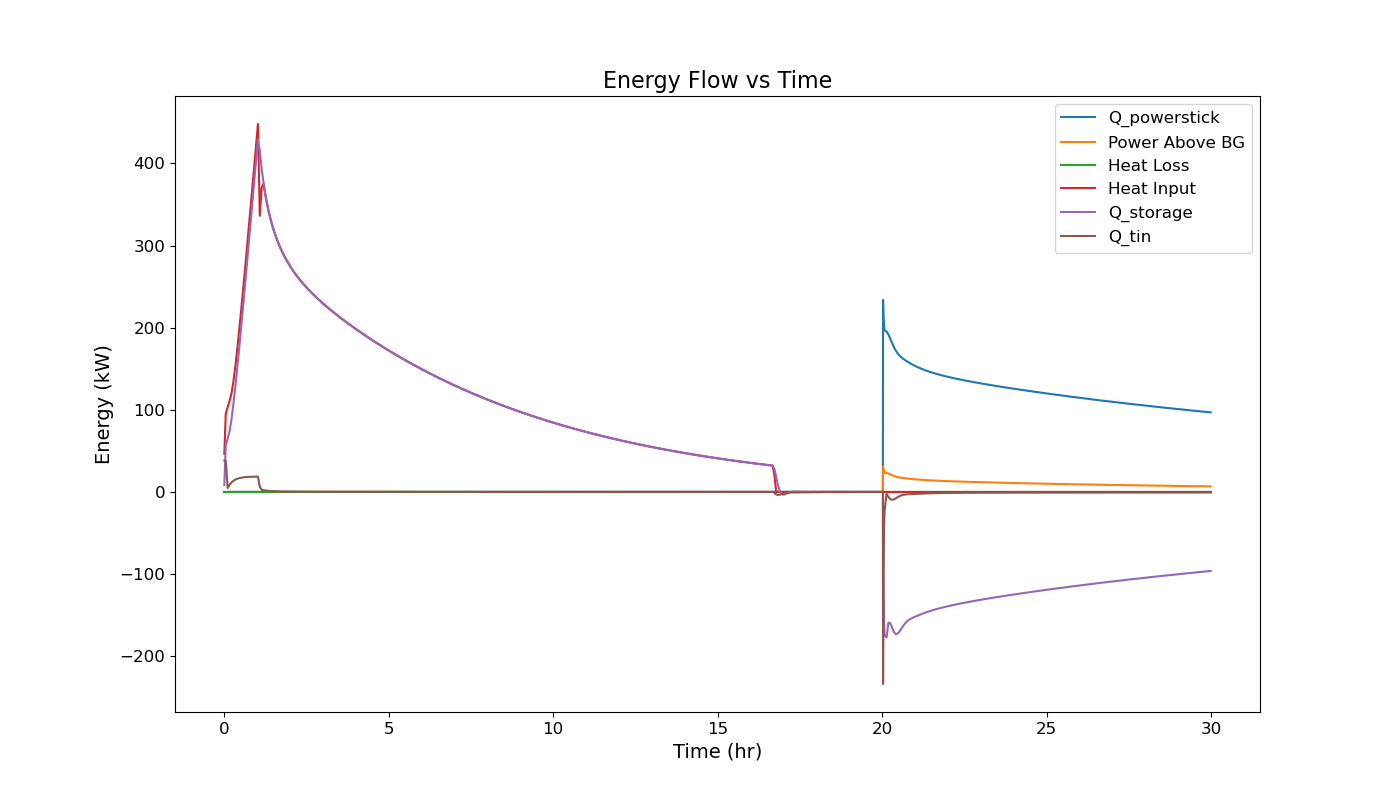 Energy Flow vs Time
Q_powerstick
Power Above BG
Heat Loss
Heat Input
Q_storage
Q_tin
Energy (kW)
400
300
200
100
0
−100
−200
0 5 10 15 20 25 30
Time (hr)